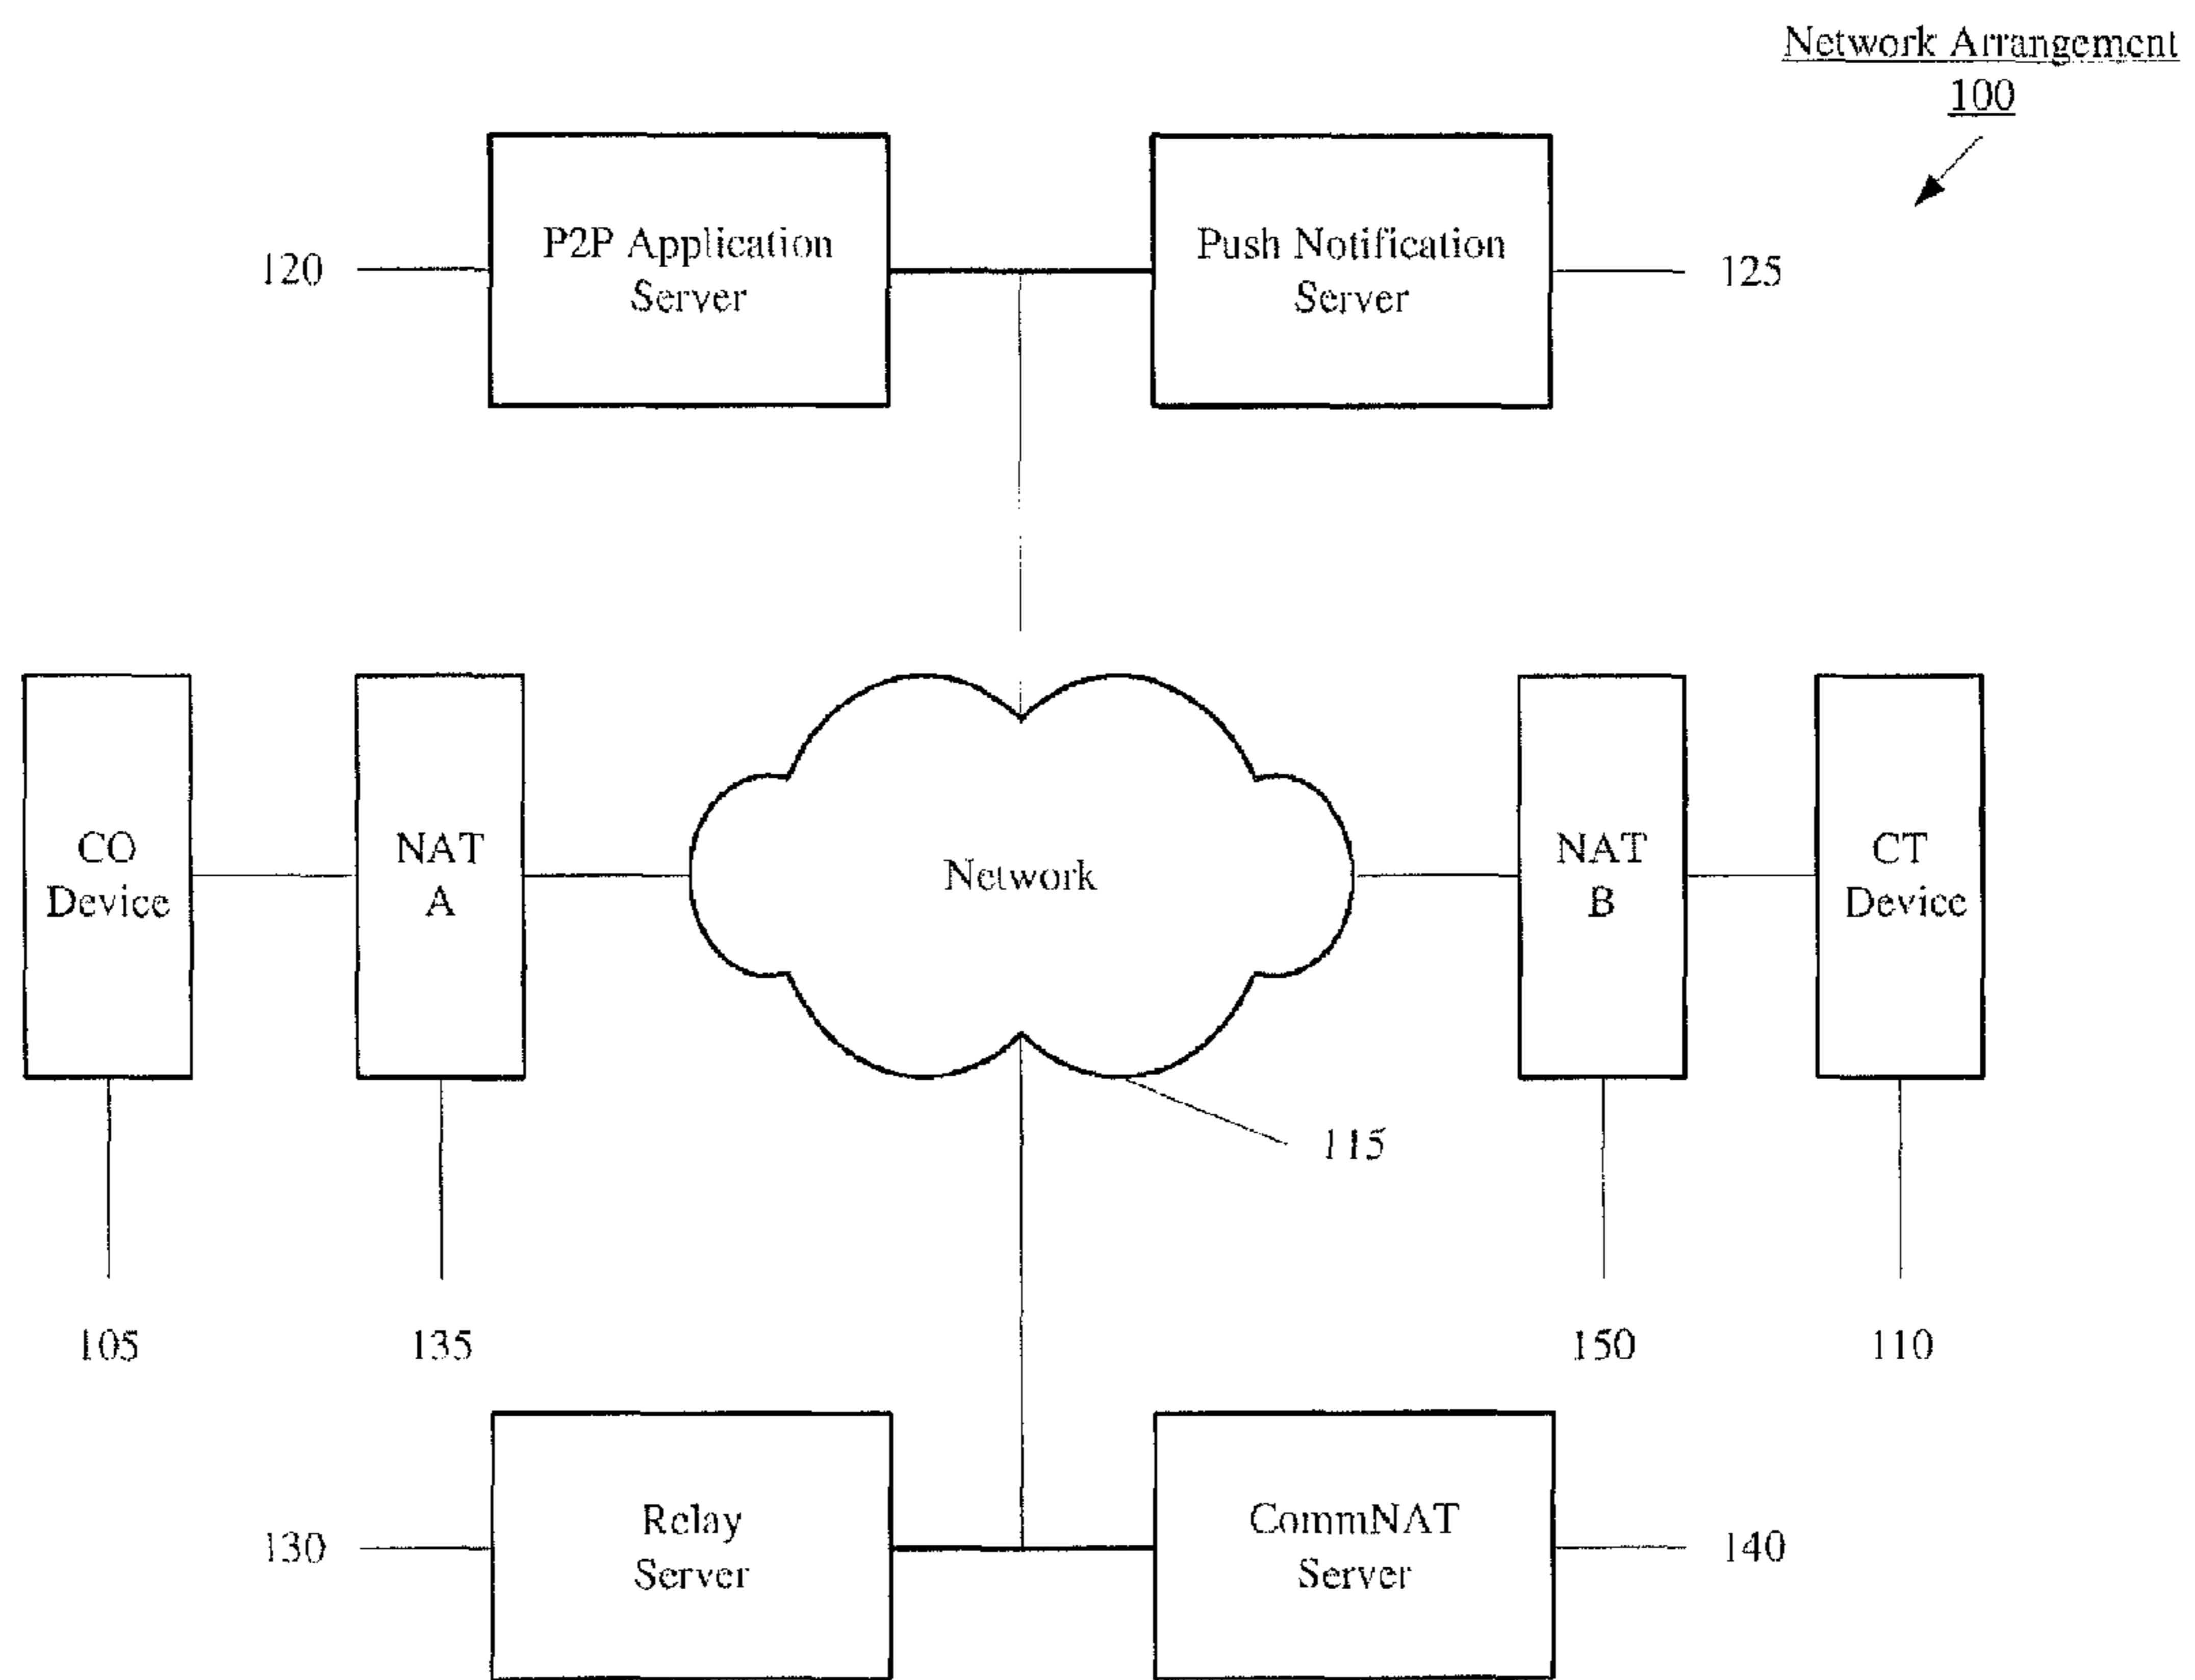 Network Arrangement
100
P2P Application
Server
Push Notification
Server
120
125
CO
Device
NAT
A
Network
NAT
B
CT
Device
115
105
135
150
110
Relay
Server
CommNAT
Server
130
140